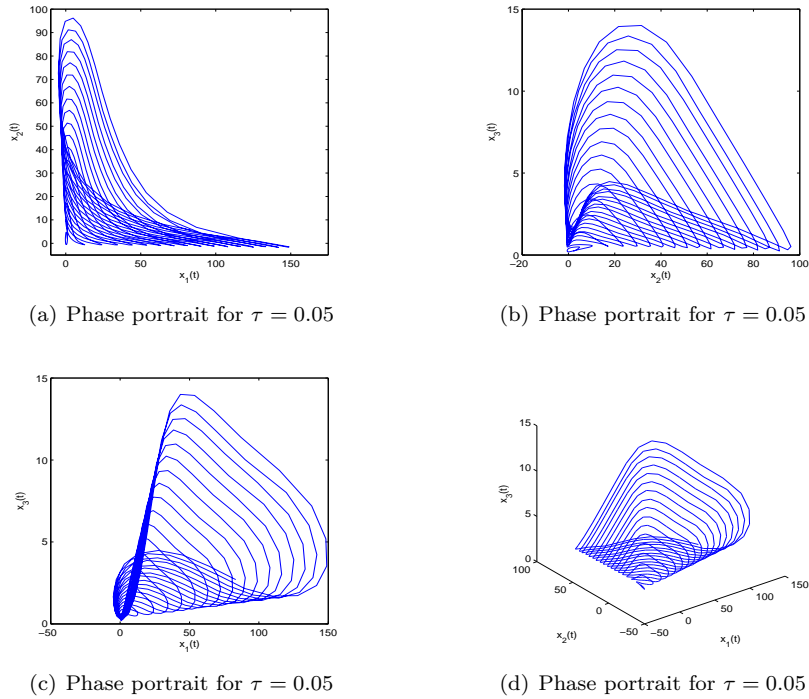 100
90
80
70
60
50
40
30
20
10
0
x2(t)
0 50 100 150
x1(t)
(a) Phase portrait for τ = 0.05
15
10
5
0
x3(t)
−20 0 20 40 60 80 100
x2(t)
(b) Phase portrait for τ = 0.05
15
10
5
0
x3(t)
−50 0 50 100 150
x1(t)
(c) Phase portrait for τ = 0.05
15
10
5
0
x3(t)
100
50
0
−50
x2(t)
−50
0
50
100
150
x1(t)
(d) Phase portrait for τ = 0.05